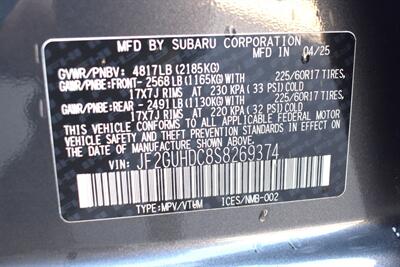 MFD BY SUBARU CORPORATION
MFD IN 04/25
GVWR/PNBV: 4817LB (2185KG)
GAWR/PNBE: FRONT- 2568LB (1165KG)WITH 225/60R17 TIRES,
17X7J RIMS AT 230 KPA (33 PSI) COLD
GAWR/PNBE: REAR - 2491LB (1130KG)WITH 225/60R17 TIRES,
17X7J RIMS AT 220 KPA (32 PSI) COLD
THIS VEHICLE CONFORMS TO ALL APPLICABLE FEDERAL MOTOR
VEHICLE SAFETY AND THEFT PREVENTION STANDARDS
IN EFFECT ON THE DATE OF MANUFACTURE SHOWN ABOVE.
VIN: JF2GUHDC8S8269374
TYPE:MPV/VTUM ICES/NMB-002